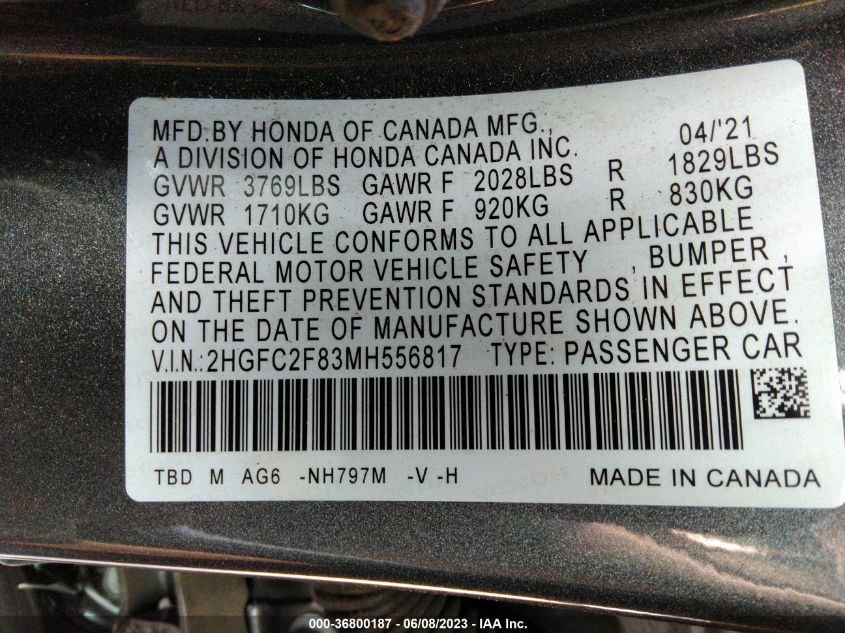 MFD.BY HONDA OF CANADA MFG., 04/'21
A DIVISION OF HONDA CANADA INC.
GVWR 3769LBS GAWR F 2028LBS R 1829LBS
GVWR 1710KG GAWR F 920KG R 830KG
THIS VEHICLE CONFORMS TO ALL APPLICABLE
FEDERAL MOTOR VEHICLE SAFETY , BUMPER ,
AND THEFT PREVENTION STANDARDS IN EFFECT
ON THE DATE OF MANUFACTURE SHOWN ABOVE.
V.I.N.: 2HGFC2F83MH556817 TYPE: PASSENGER CAR
TBD M AG6 -NH797M -V -H MADE IN CANADA
000-36800187 - 06/08/2023 - IAA Inc.